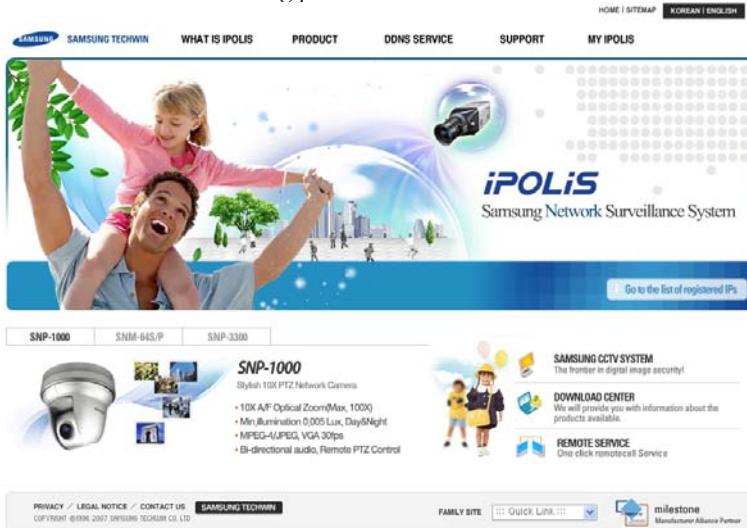 HOME | SITEMAP KOREAN | ENGLISH
SAMSUNG SAMSUNG TECHWIN WHAT IS IPOLIS PRODUCT DDNS SERVICE SUPPORT MY IPOLIS
iPOLiS
Samsung Network Surveillance System
Go to the list of registered IPs
SNP-1000 SNM-64S/P SNP-3300
SNP-1000
Stylish 10X PTZ Network Camera
• 10X A/F Optical Zoom(Max, 100X)
• Min,illumination 0,005 Lux, Day&Night
• MPEG-4/JPEG, VGA 30fps
• Bi-directional audio, Remote PTZ Control
SAMSUNG CCTV SYSTEM
The frontier in digital image security!
DOWNLOAD CENTER
We will provide you with information about the
products available.
REMOTE SERVICE
One click remotecall Service
PRIVACY / LEGAL NOTICE / CONTACT US SAMSUNG TECHWIN
COPYRIGHT @1996, 2007 SAMSUNG TECHWIN CO. LTD
FAMILY SITE ::: Quick Link :::
milestone
Manufacturer Alliance Partner